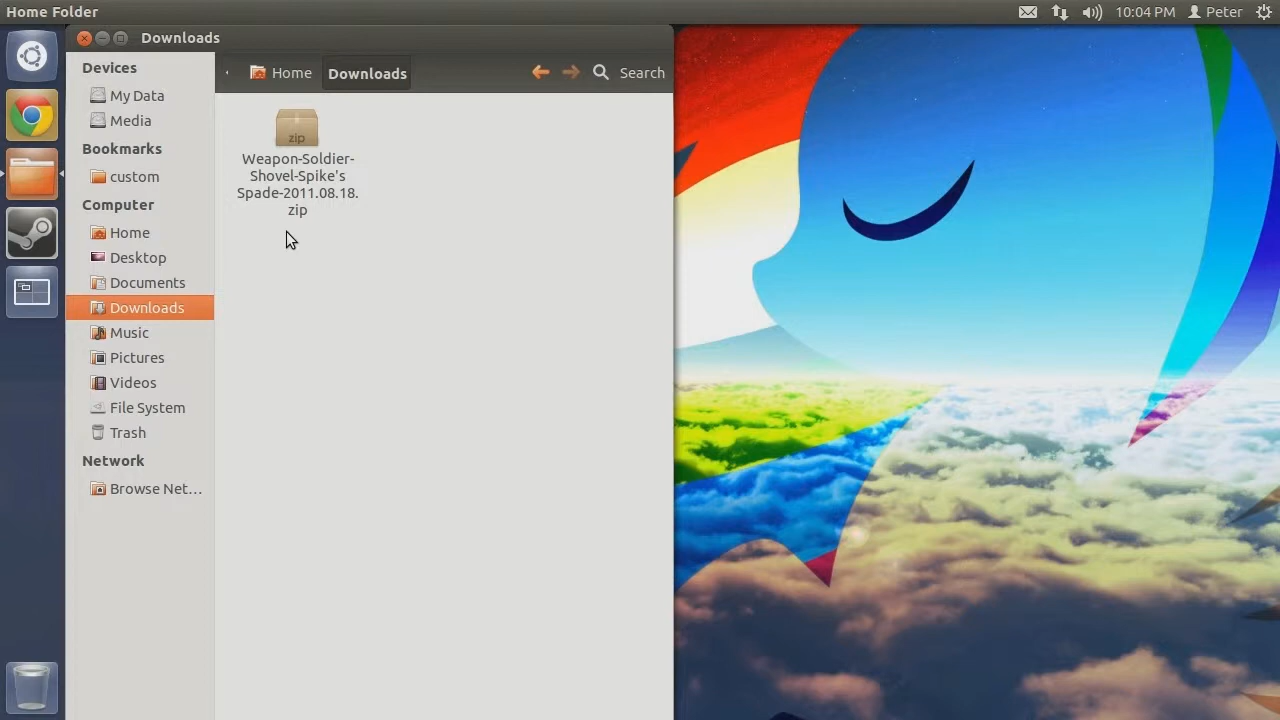 Home Folder
10:04 PM
Peter
Downloads
Devices
My Data
Media
Bookmarks
custom
Computer
Home
Desktop
Documents
Downloads
Music
Pictures
Videos
File System
Trash
Network
Browse Net...
Home
Downloads
Search
zip
Weapon-Soldier-
Shovel-Spike's
Spade-2011.08.18.
zip